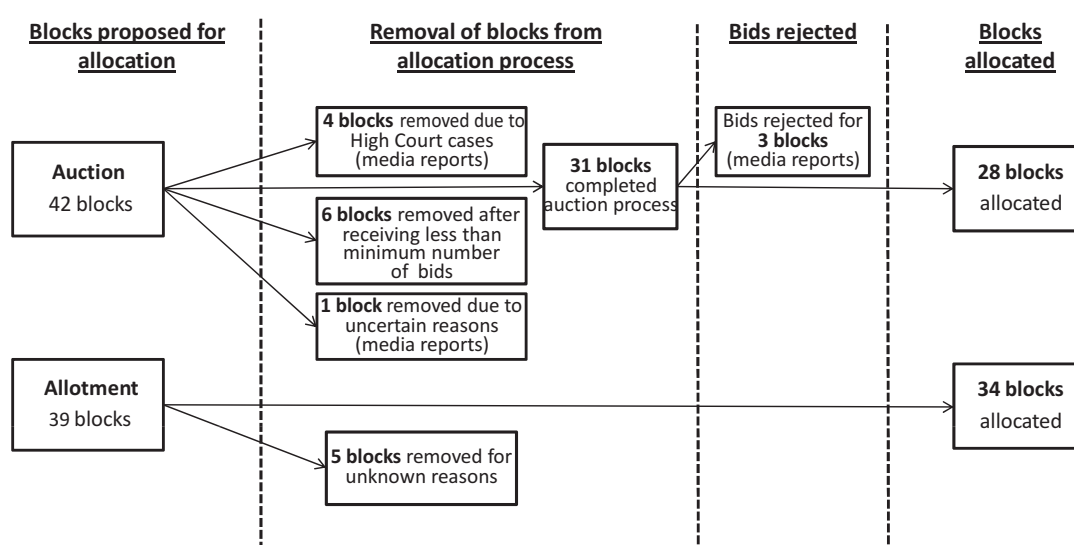 Blocks proposed for
allocation
Removal of blocks from
allocation process
Bids rejected
Blocks
allocated
Auction
42 blocks
4 blocks removed due to
High Court cases
(media reports)
6 blocks removed after
receiving less than
minimum number
of bids
1 block removed due to
uncertain reasons
(media reports)
31 blocks
completed
auction process
Bids rejected for
3 blocks
(media reports)
28 blocks
allocated
Allotment
39 blocks
5 blocks removed for
unknown reasons
34 blocks
allocated